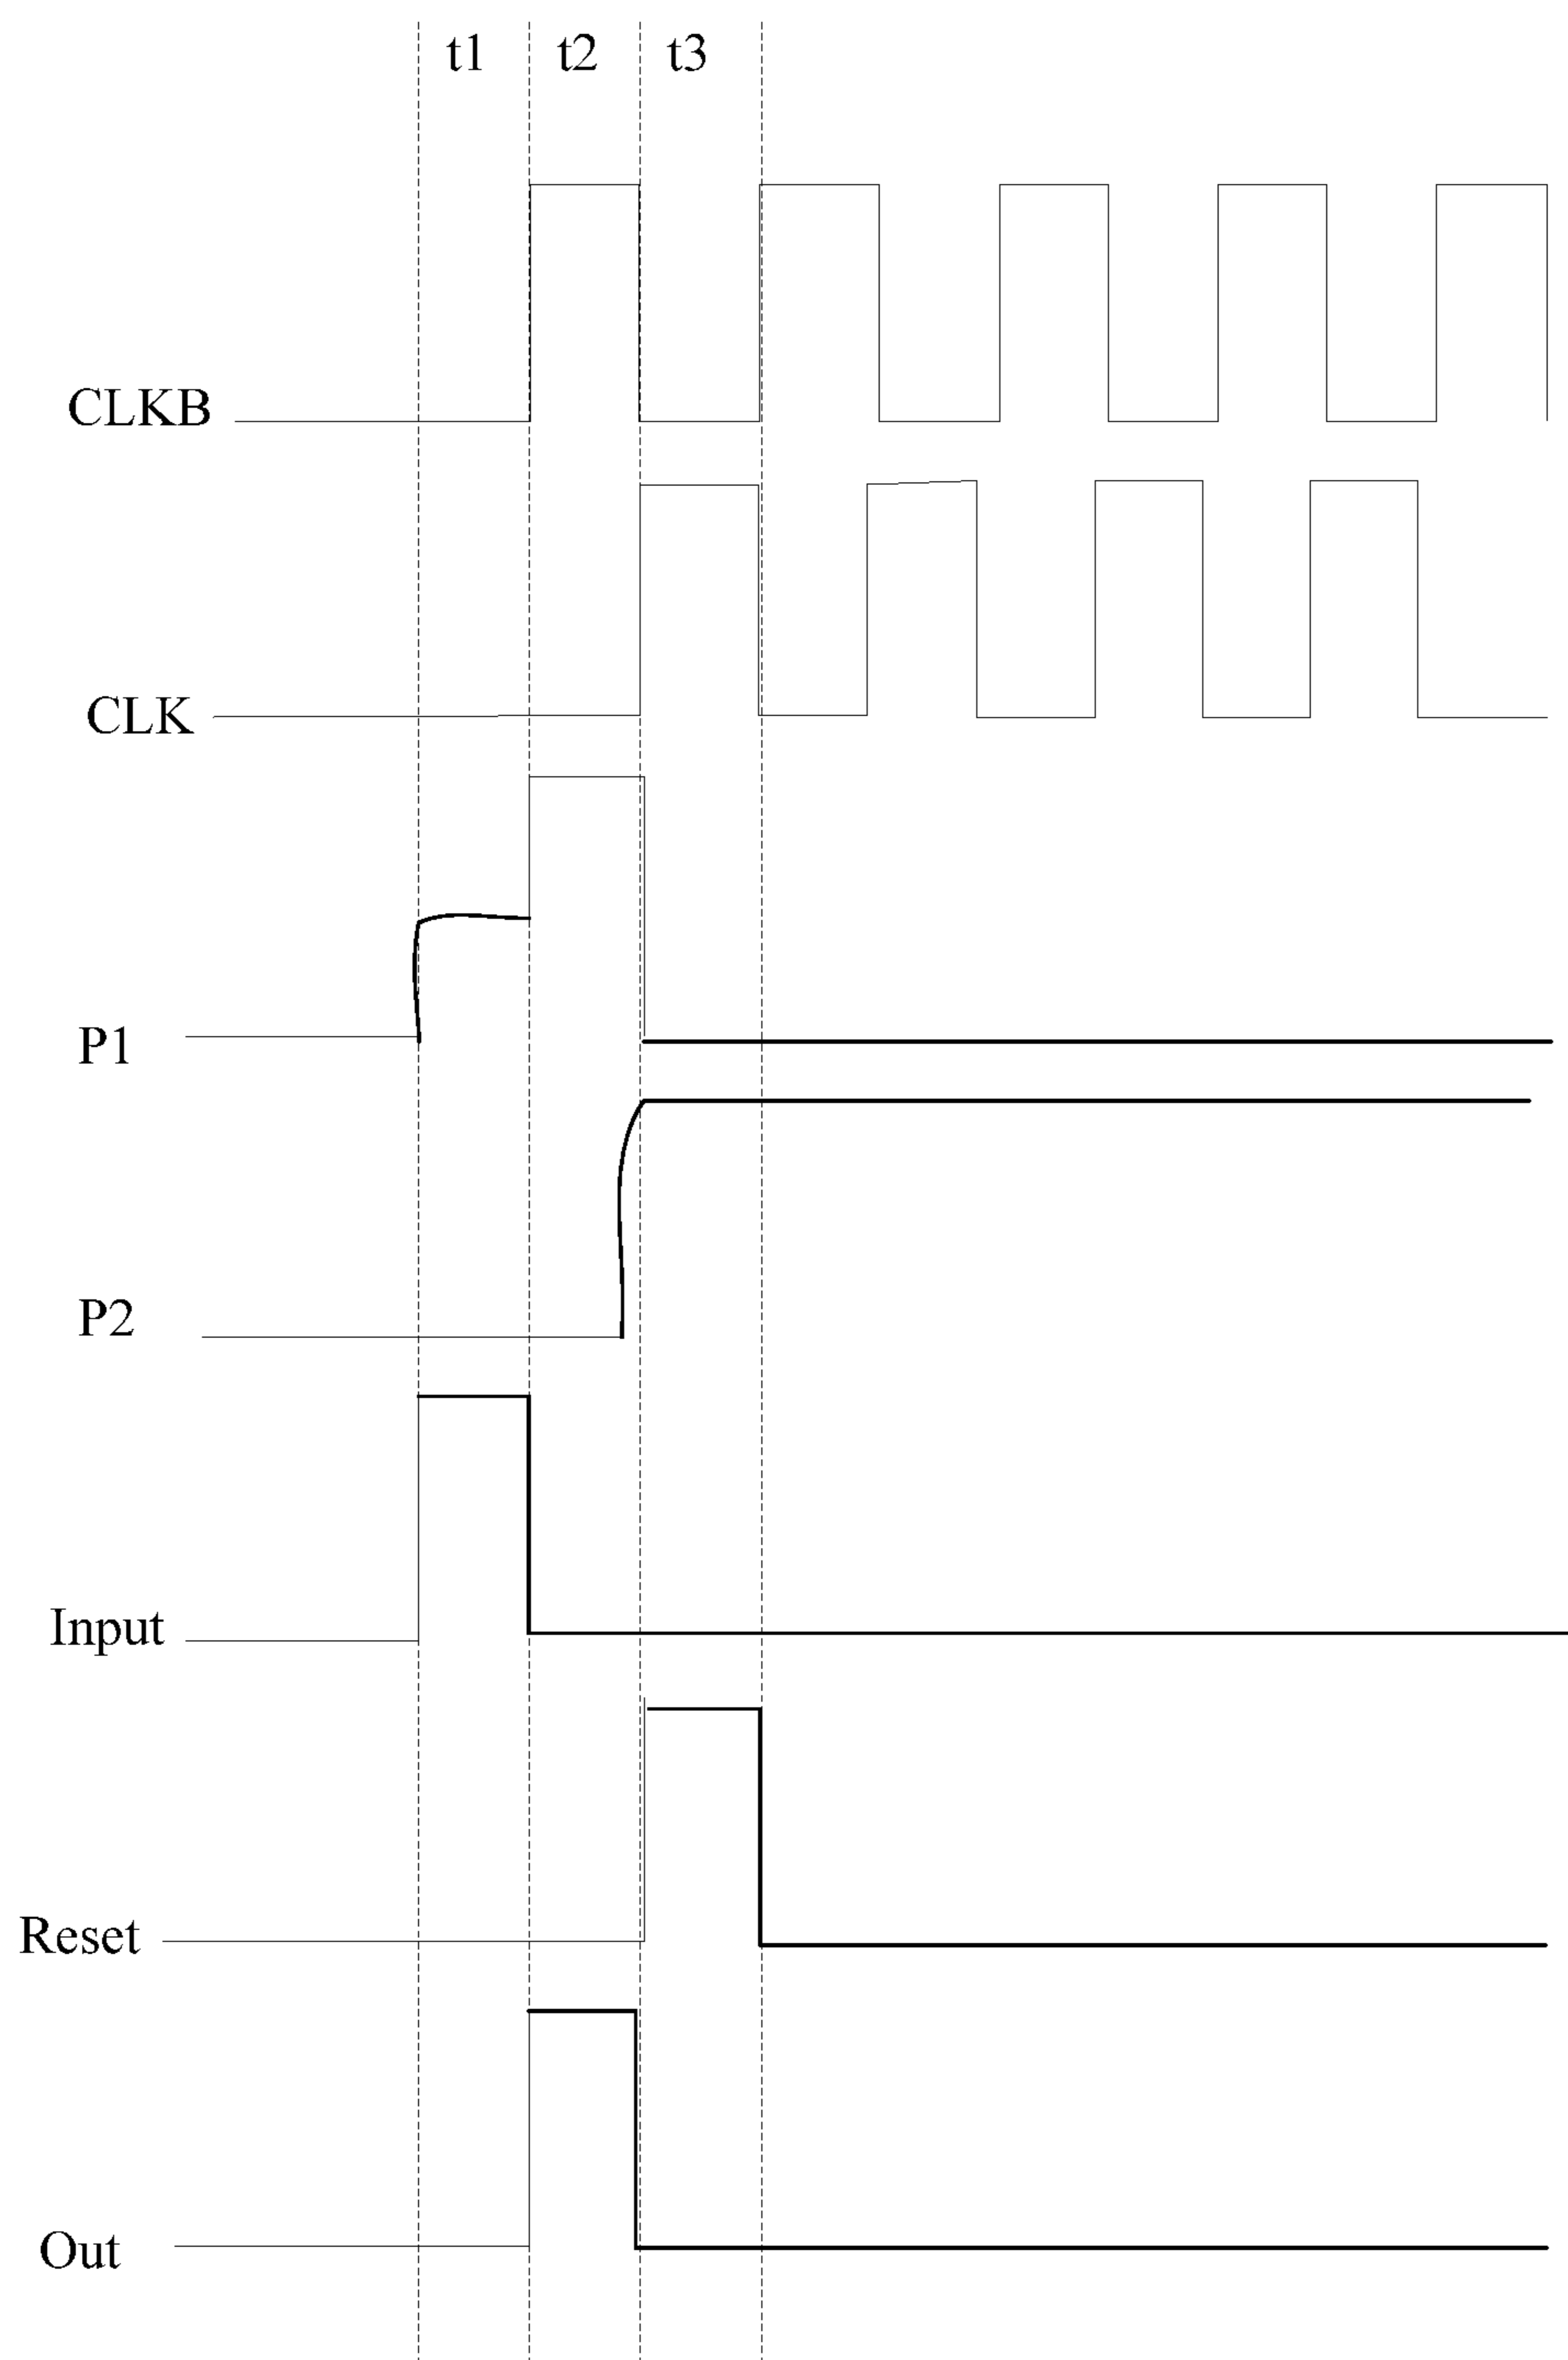 t1 t2 t3
CLKB
CLK
P1
P2
Input
Reset
Out